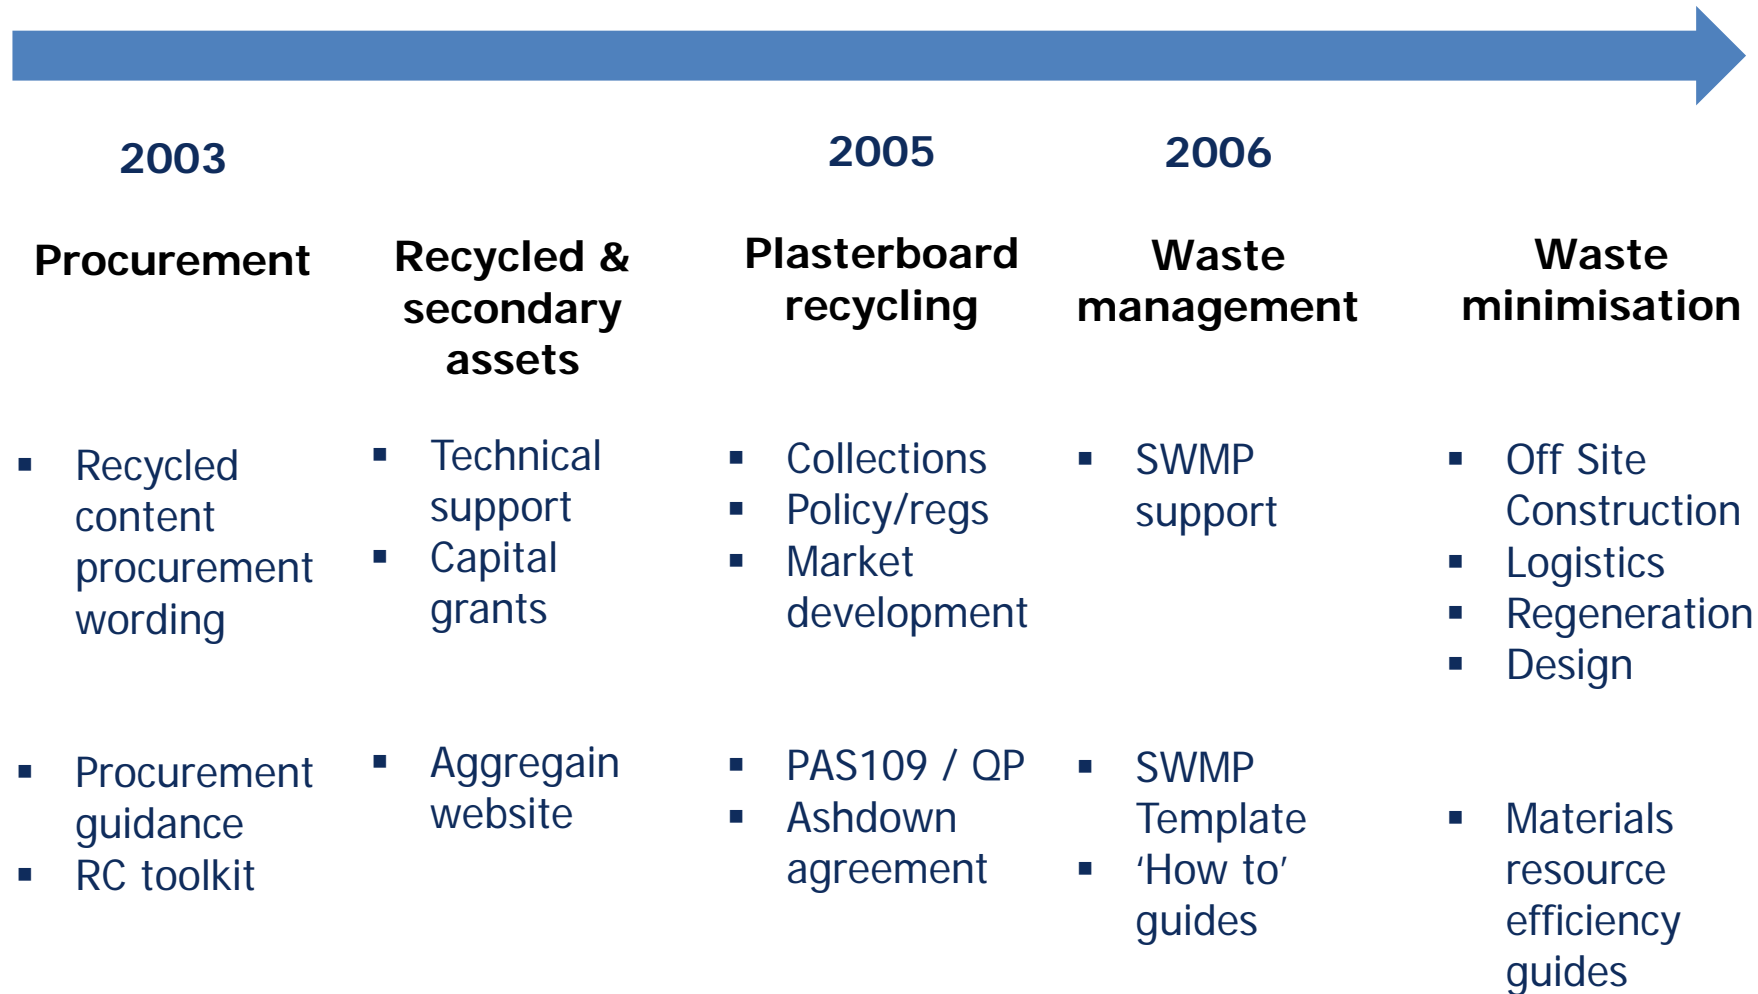 2003
Procurement
▪ Recycled
content
procurement
wording
▪ Procurement
guidance
▪ RC toolkit
Recycled &
secondary
assets
▪ Technical
support
▪ Capital
grants
▪ Aggregain
website
2005
Plasterboard
recycling
▪ Collections
▪ Policy/regs
▪ Market
development
▪ PAS109 / QP
▪ Ashdown
agreement
2006
Waste
management
▪ SWMP
support
▪ SWMP
Template
▪ ‘How to’
guides
Waste
minimisation
▪ Off Site
Construction
▪ Logistics
▪ Regeneration
▪ Design
▪ Materials
resource
efficiency
guides